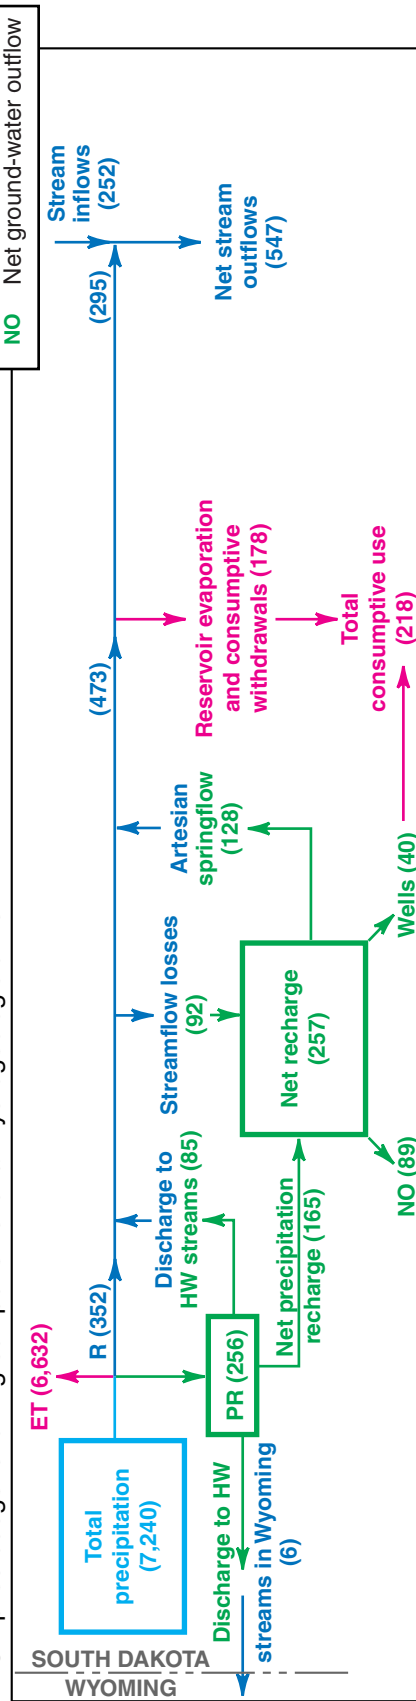 NO Net ground-water outflow
SOUTH DAKOTA
WYOMING
Total
precipitation
(7,240)
ET (6,632)
R (352)
PR (256)
Discharge to HW
streams in Wyoming
(6)
Discharge to
HW streams (85)
Net precipitation
recharge (165)
Streamflow losses
(92)
Net recharge
(257)
NO (89)
Wells (40)
Artesian
springflow
(128)
(473)
Reservoir evaporation
and consumptive
withdrawals (178)
Total
consumptive use
(218)
(295)
Stream
inflows
(252)
Net stream
outflows
(547)